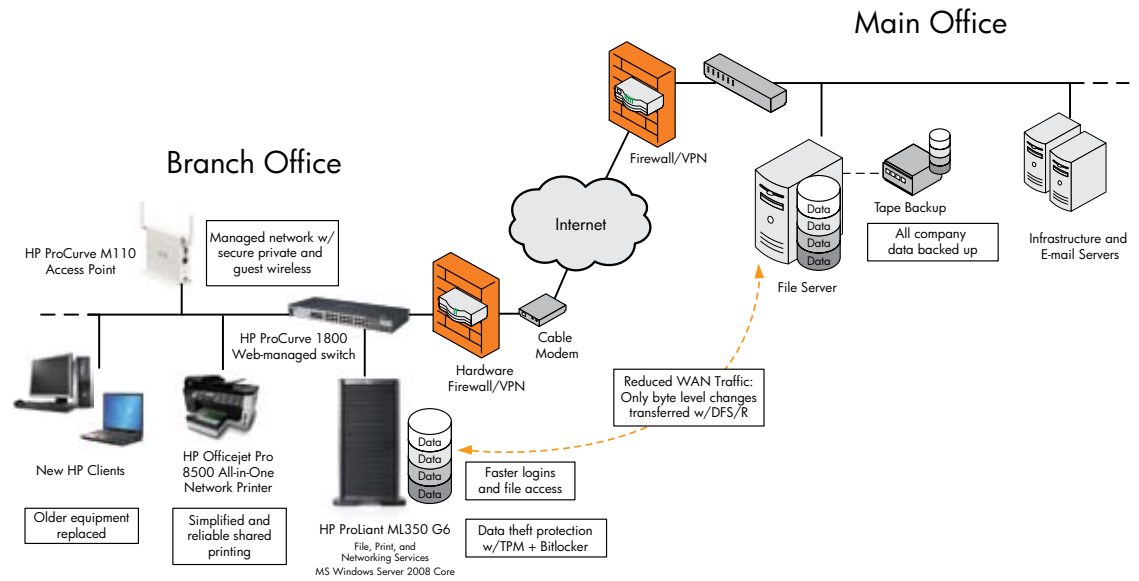 Main Office
Branch Office
Firewall/VPN
Internet
Data
Data
Data
Data
File Server
Tape Backup
All company
data backed up
Infrastructure and
E-mail Servers
HP ProCurve M110
Access Point
Managed network w/
secure private and
guest wireless
HP ProCurve 1800
Web-managed switch
Hardware
Firewall/VPN
Cable
Modem
Reduced WAN Traffic:
Only byte level changes
transferred w/DFS/R
New HP Clients
Older equipment
replaced
HP Officejet Pro
8500 All-in-One
Network Printer
Simplified and
reliable shared
printing
Data
Data
Data
Data
HP ProLiant ML350 G6
File, Print, and
Networking Services
MS Windows Server 2008 Core
Faster logins
and file access
Data theft protection
w/TPM + Bitlocker